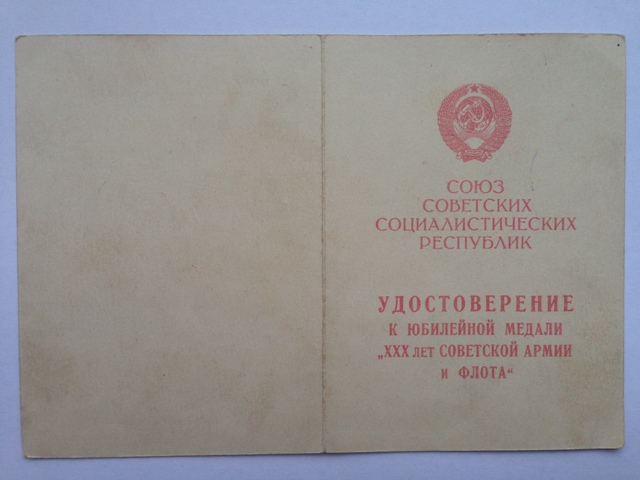 СОЮЗ
СОВЕТСКИХ
СОЦИАЛИСТИЧЕСКИХ
РЕСПУБЛИК
УДОСТОВЕРЕНИЕ
К ЮБИЛЕЙНОЙ МЕДАЛИ
„XXX ЛЕТ СОВЕТСКОЙ АРМИИ
И ФЛОТА“